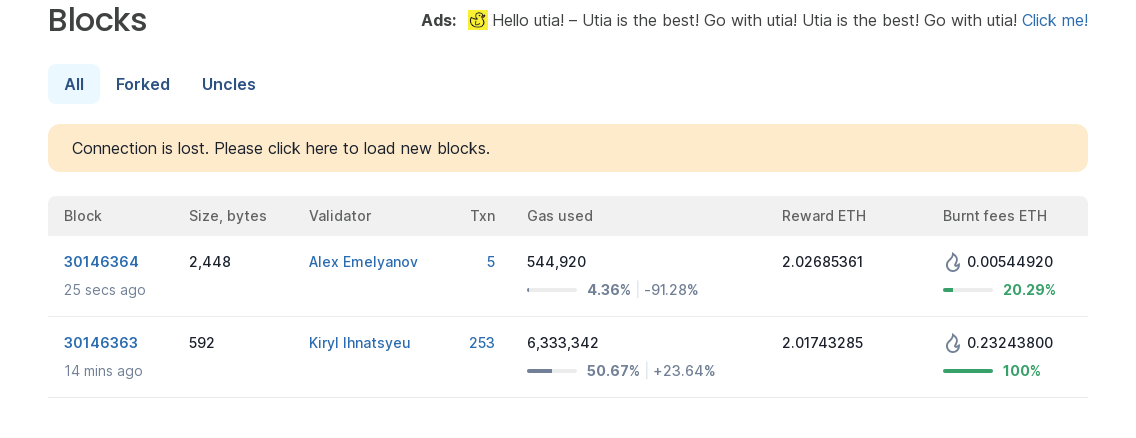 Blocks
Ads: Hello utia! – Utia is the best! Go with utia! Utia is the best! Go with utia! Click me!
All Forked Uncles
Connection is lost. Please click here to load new blocks.
Block Size, bytes Validator Txn Gas used Reward ETH Burnt fees ETH
30146364 2,448 Alex Emelyanov 5 544,920 2.02685361 0.00544920
25 secs ago 4.36% -91.28% 20.29%
30146363 592 Kiryl Ihnatsyeu 253 6,333,342 2.01743285 0.23243800
14 mins ago 50.67% +23.64% 100%